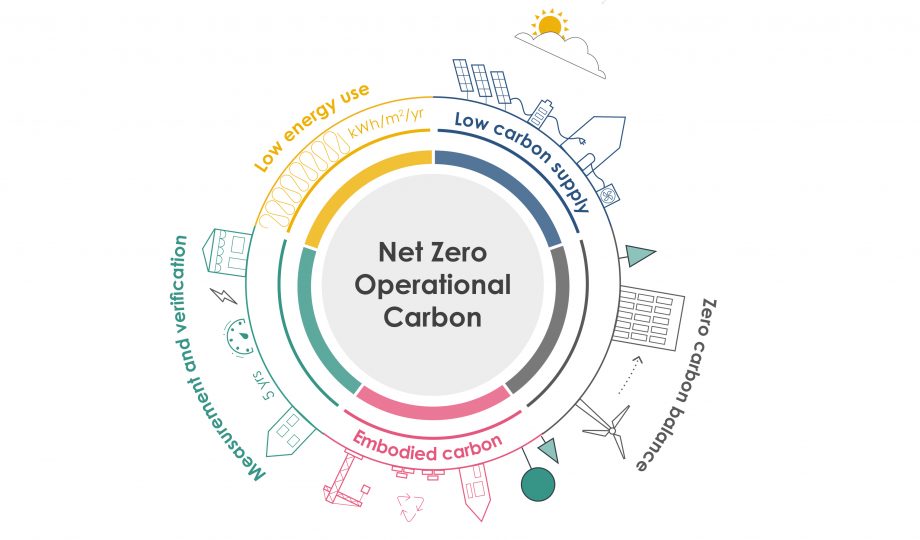 Low energy use
kWh/m²/yr
Low carbon supply
Measurement and verification
5 yrs
Net Zero
Operational
Carbon
Zero carbon balance
Embodied carbon